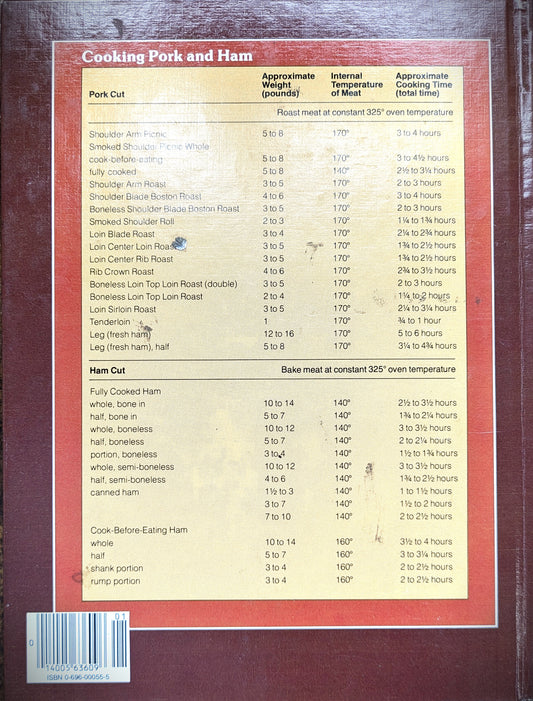 Cooking Pork and Ham
Pork Cut Approximate Weight (pounds) Internal Temperature of Meat Approximate Cooking Time (total time)
Roast meat at constant 325° oven temperature
Shoulder Arm Picnic 5 to 8 170° 3 to 4 hours
Smoked Shoulder Picnic Whole
cook-before-eating 5 to 8 170° 3 to 4½ hours
fully cooked 5 to 8 140° 2½ to 3¼ hours
Shoulder Arm Roast 3 to 5 170° 2 to 3 hours
Shoulder Blade Boston Roast 4 to 6 170° 3 to 4 hours
Boneless Shoulder Blade Boston Roast 3 to 5 170° 2 to 3 hours
Smoked Shoulder Roll 2 to 3 170° 1¼ to 1¾ hours
Loin Blade Roast 3 to 4 170° 2¼ to 2¾ hours
Loin Center Loin Roast 3 to 5 170° 1¾ to 2½ hours
Loin Center Rib Roast 3 to 5 170° 1¾ to 2½ hours
Rib Crown Roast 4 to 6 170° 2¾ to 3½ hours
Boneless Loin Top Loin Roast (double) 3 to 5 170° 2 to 3 hours
Boneless Loin Top Loin Roast 2 to 4 170° 1¼ to 2 hours
Loin Sirloin Roast 3 to 5 170° 2¼ to 3¼ hours
Tenderloin 1 170° ¾ to 1 hour
Leg (fresh ham) 12 to 16 170° 5 to 6 hours
Leg (fresh ham), half 5 to 8 170° 3¼ to 4¾ hours
Ham Cut Bake meat at constant 325° oven temperature
Fully Cooked Ham
whole, bone in 10 to 14 140° 2½ to 3½ hours
half, bone in 5 to 7 140° 1¾ to 2¼ hours
whole, boneless 10 to 12 140° 3 to 3½ hours
half, boneless 5 to 7 140° 2 to 2¼ hours
portion, boneless 3 to 4 140° 1½ to 1¾ hours
whole, semi-boneless 10 to 12 140° 3 to 3½ hours
half, semi-boneless 4 to 6 140° 1¾ to 2½ hours
canned ham 1½ to 3 140° 1 to 1½ hours
3 to 7 140° 1½ to 2 hours
7 to 10 140° 2 to 2½ hours
Cook-Before-Eating Ham
whole 10 to 14 160° 3½ to 4 hours
half 5 to 7 160° 3 to 3¼ hours
shank portion 3 to 4 160° 2 to 2½ hours
rump portion 3 to 4 160° 2 to 2½ hours
01
0
14005 63609
ISBN 0-696-00055-5